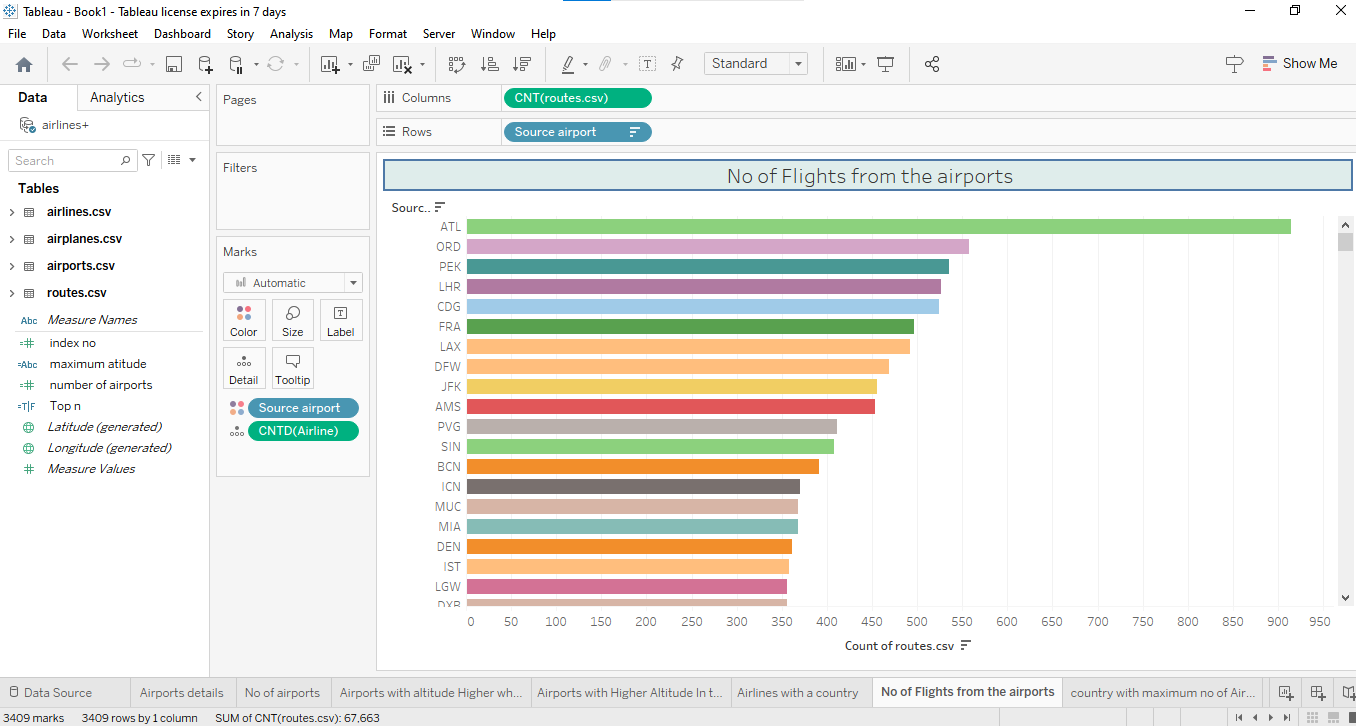 Tableau - Book1 - Tableau license expires in 7 days
File Data Worksheet Dashboard Story Analysis Map Format Server Window Help
Standard
Show Me
Data Analytics
airlines+
Search
Tables
airlines.csv
airplanes.csv
airports.csv
routes.csv
Abc Measure Names
=# index no
=Abc maximum atitude
=# number of airports
=T|F Top n
Latitude (generated)
Longitude (generated)
# Measure Values
Pages
Filters
Marks
Automatic
Color Size Label
Detail Tooltip
Source airport
CNTD(Airline)
Columns CNT(routes.csv)
Rows Source airport
No of Flights from the airports
Sourc..
ATL
ORD
PEK
LHR
CDG
FRA
LAX
DFW
JFK
AMS
PVG
SIN
BCN
ICN
MUC
MIA
DEN
IST
LGW
DXB
0 50 100 150 200 250 300 350 400 450 500 550 600 650 700 750 800 850 900 950
Count of routes.csv
Data Source Airports details No of airports Airports with altitude Higher wh... Airports with Higher Altitude In t... Airlines with a country No of Flights from the airports country with maximum no of Air...
3409 marks 3409 rows by 1 column SUM of CNT(routes.csv): 67,663